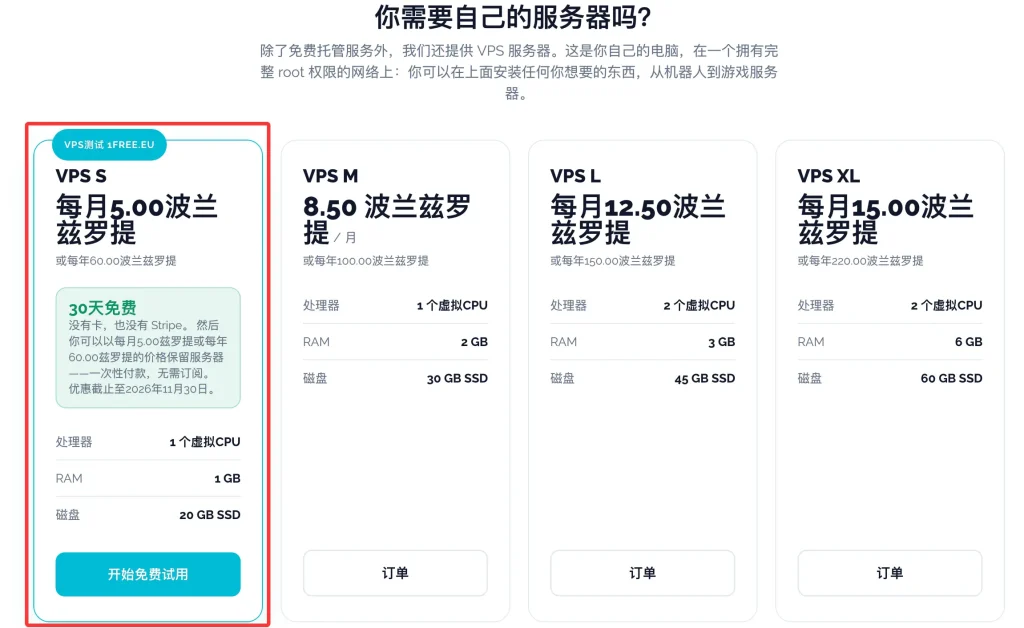 你需要自己的服务器吗?
除了免费托管服务外，我们还提供 VPS 服务器。这是你自己的电脑，在一个拥有完
整 root 权限的网络上：你可以在上面安装任何你想要的东西，从机器人到游戏服务
器。
VPS测试 1FREE.EU
VPS S
每月5.00波兰
兹罗提
或每年60.00波兰兹罗提
30天免费
没有卡，也没有 Stripe。 然后
你可以以每月5.00兹罗提或每年
60.00兹罗提的价格保留服务器
——一次性付款，无需订阅。
优惠截止至2026年11月30日。
处理器 1 个虚拟CPU
RAM 1 GB
磁盘 20 GB SSD
开始免费试用
VPS M
8.50 波兰兹罗
提 / 月
或每年100.00波兰兹罗提
处理器 1 个虚拟CPU
RAM 2 GB
磁盘 30 GB SSD
订单
VPS L
每月12.50波兰
兹罗提
或每年150.00波兰兹罗提
处理器 2 个虚拟CPU
RAM 3 GB
磁盘 45 GB SSD
订单
VPS XL
每月15.00波兰
兹罗提
或每年220.00波兰兹罗提
处理器 2 个虚拟CPU
RAM 6 GB
磁盘 60 GB SSD
订单